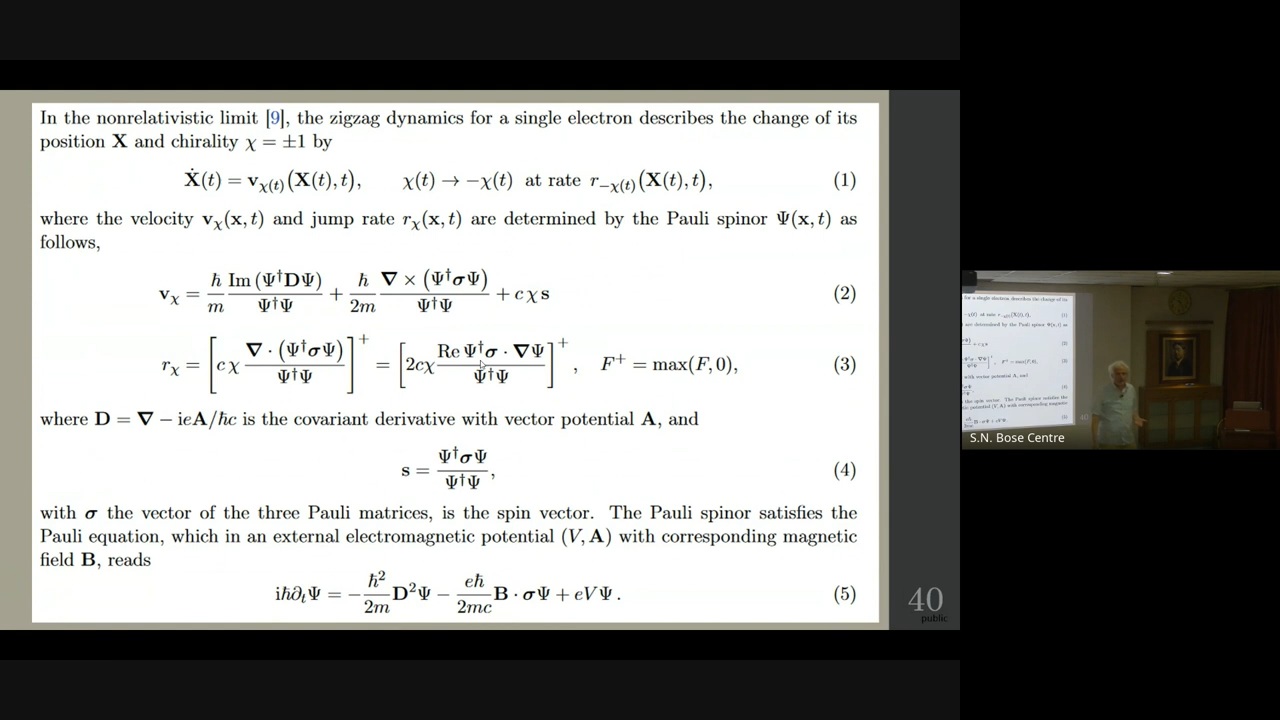 In the nonrelativistic limit [9], the zigzag dynamics for a single electron describes the change of its
position X and chirality χ = ±1 by
Ẋ(t) = v_χ(t)(X(t), t), χ(t) → −χ(t) at rate r_−χ(t)(X(t), t), (1)
where the velocity v_χ(x, t) and jump rate r_χ(x, t) are determined by the Pauli spinor Ψ(x, t) as
follows,
v_χ = ħ/m Im (Ψ†DΨ)/Ψ†Ψ + ħ/2m ∇ × (Ψ†σΨ)/Ψ†Ψ + c χ s (2)
r_χ = [c χ ∇ · (Ψ†σΨ)/Ψ†Ψ]^+ = [2cχ Re Ψ†σ · ∇Ψ/Ψ†Ψ]^+, F^+ = max(F, 0), (3)
where D = ∇ − ieA/ħc is the covariant derivative with vector potential A, and
s = Ψ†σΨ/Ψ†Ψ, (4)
with σ the vector of the three Pauli matrices, is the spin vector. The Pauli spinor satisfies the
Pauli equation, which in an external electromagnetic potential (V, A) with corresponding magnetic
field B, reads
iħ∂_tΨ = −ħ²/2m D²Ψ − eħ/2mc B · σΨ + eVΨ . (5)
40
public
S.N. Bose Centre